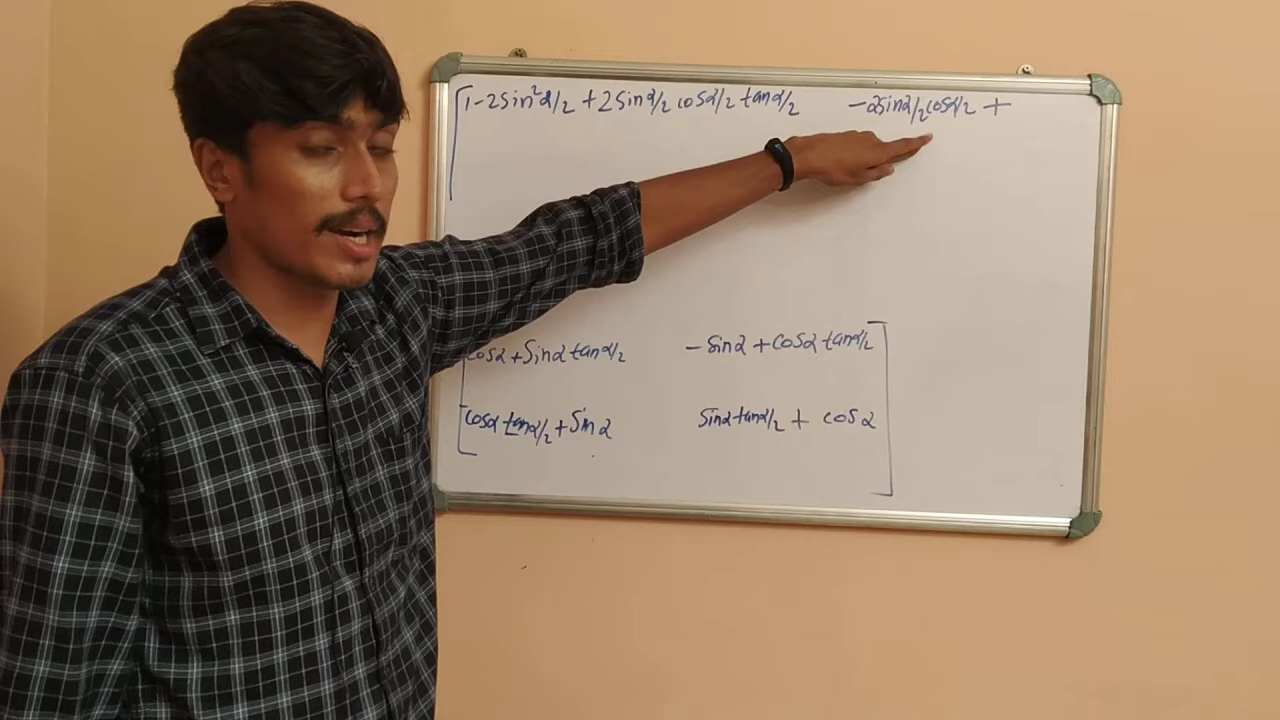 1-2Sin²α/2 + 2Sinα/2 cosα/2 tanα/2 -2Sinα/2 cosα/2 +
cosα + Sinα tanα/2 - Sinα + Cosα tanα/2
cosα tanα/2 + Sinα Sinα tanα/2 + cosα